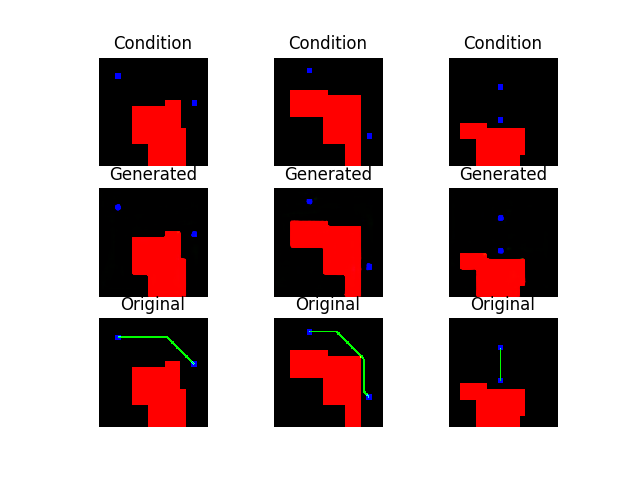 Condition Condition Condition
Generated Generated Generated
Original Original Original